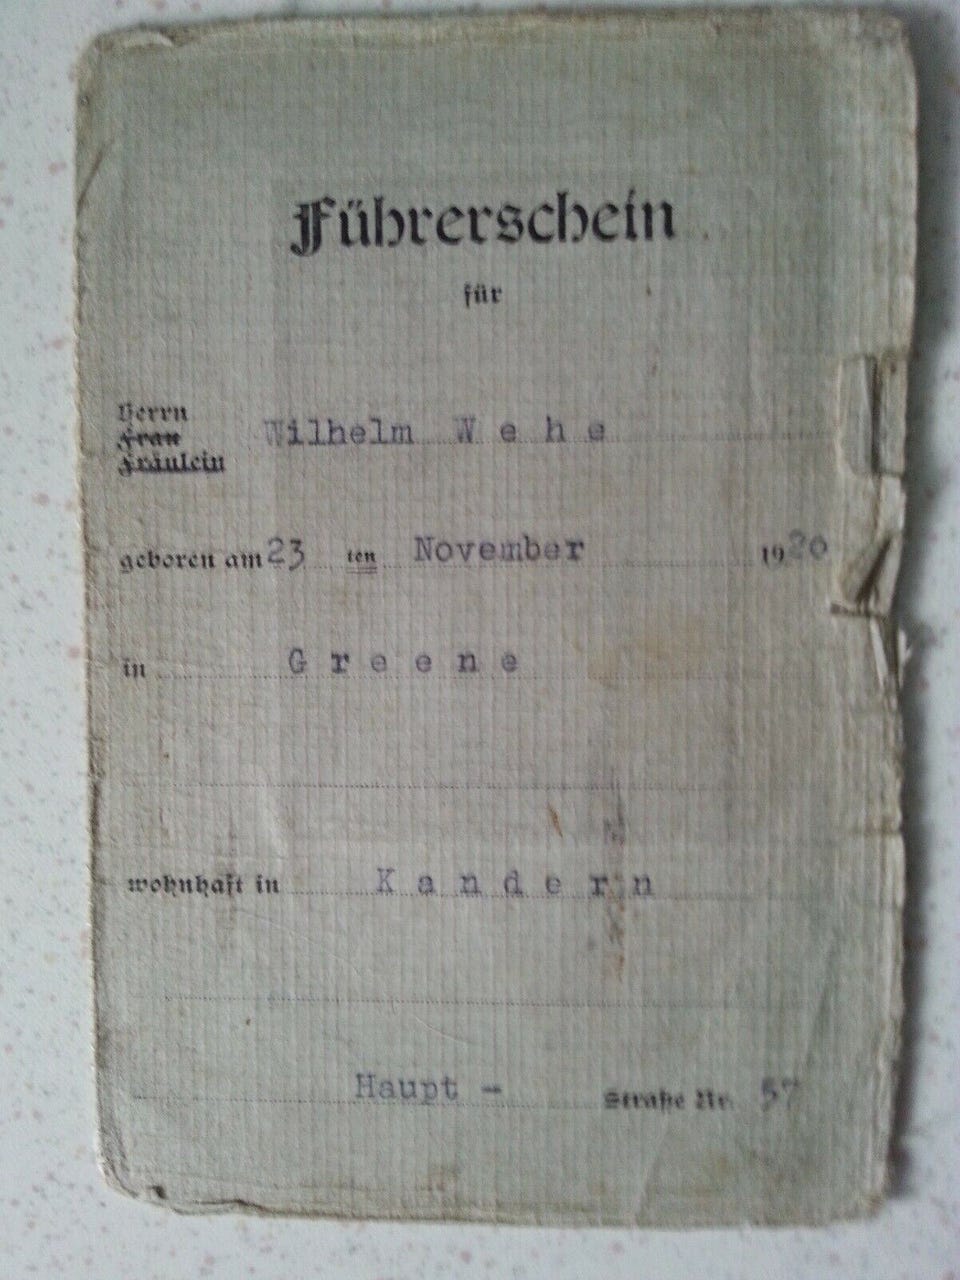 Führerschein
für
Herrn
Frau
Fräulein
Wilhelm Wehe
geboren am 23 ten November 1920
in Greene
wohnhaft in Kandern
Haupt - Straße Nr. 57